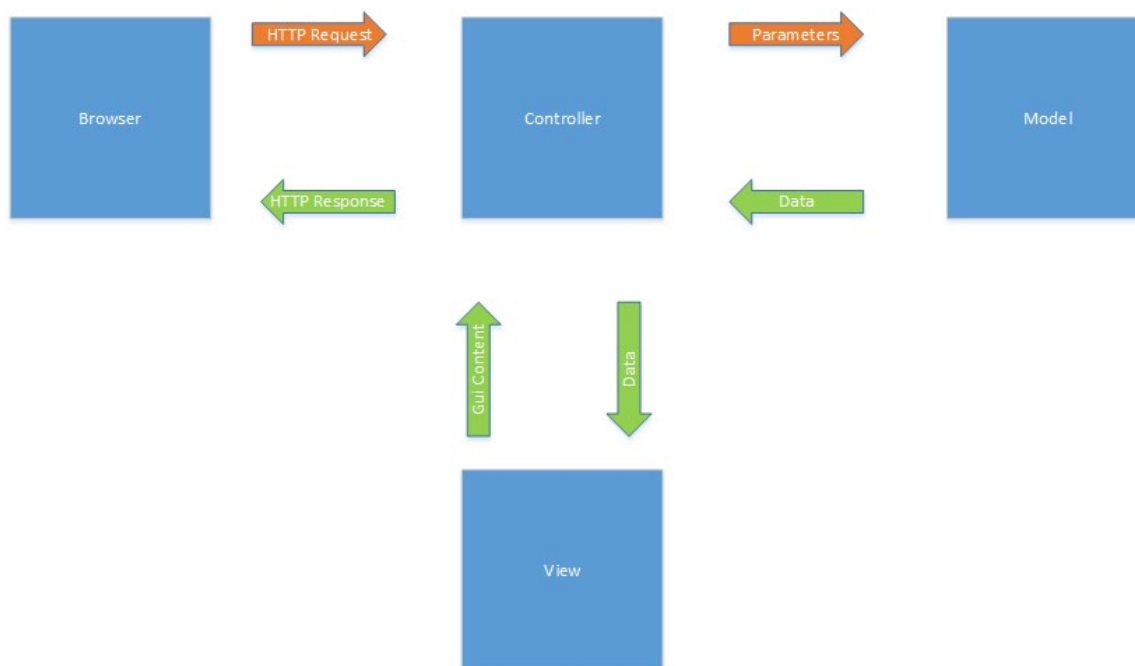 HTTP Request
Parameters
Browser
Controller
Model
HTTP Response
Data
Gui Content
Data
View